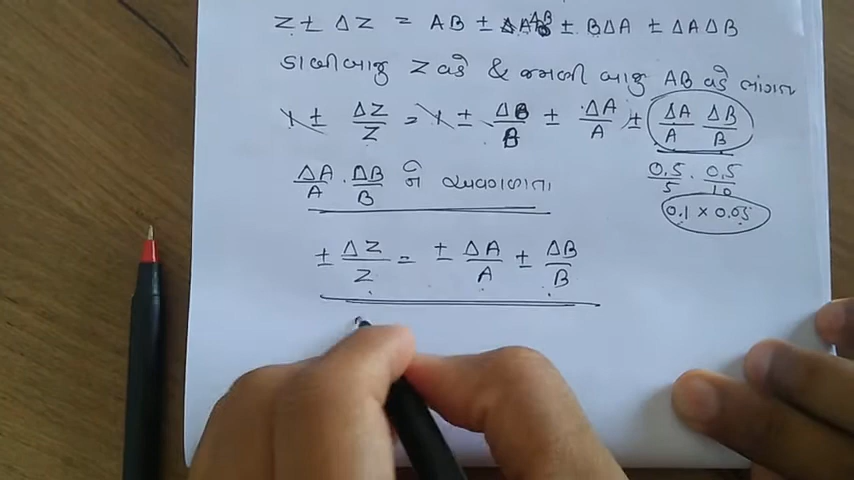 Z ± ΔZ = AB ± AΔB ± BΔA ± ΔAΔB
ડાબીબાજુ Z વડે & જમણી બાજુ AB વડે ભાગતા
1 ± ΔZ/Z = 1 ± ΔB/B ± ΔA/A ± ΔA/A ΔB/B
ΔA/A · ΔB/B ને અવગણતા
0.5/5 · 0.5/10
0.1 × 0.05
± ΔZ/Z = ± ΔA/A ± ΔB/B